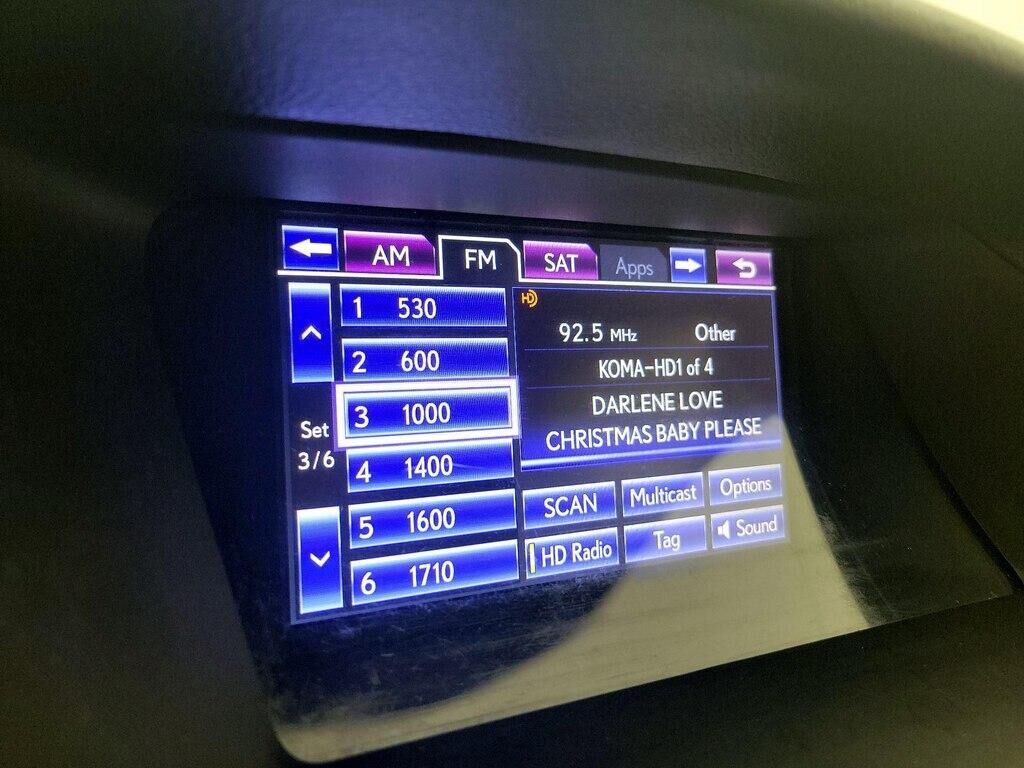 AM FM SAT Apps
1 530
2 600
3 1000
4 1400
5 1600
6 1710
Set
3/6
HD
92.5 MHz Other
KOMA-HD1 of 4
DARLENE LOVE
CHRISTMAS BABY PLEASE
SCAN Multicast Options
HD Radio Tag Sound